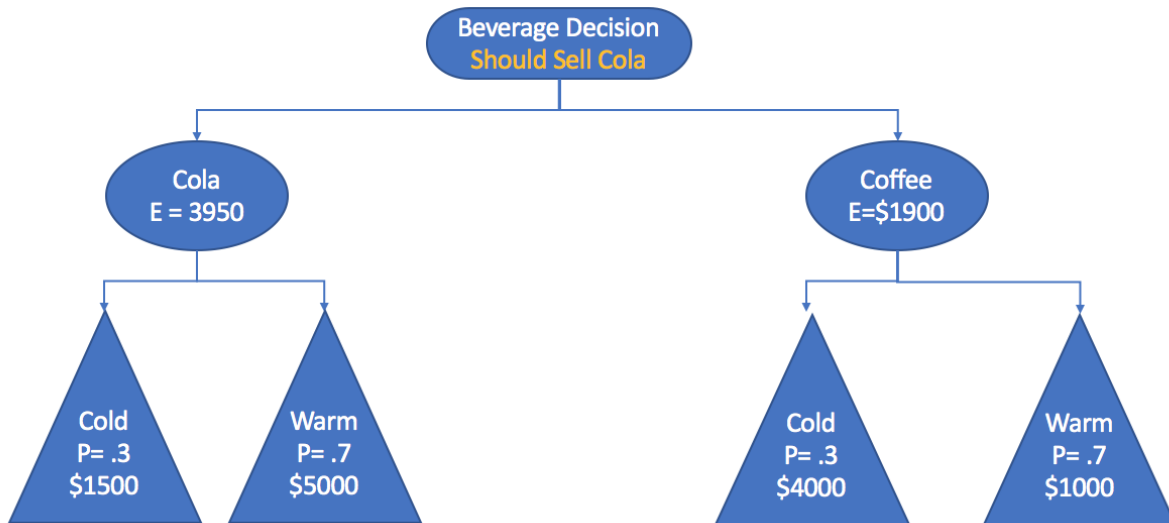 Beverage Decision
Should Sell Cola
Cola
E = 3950
Coffee
E=$1900
Cold
P= .3
$1500
Warm
P= .7
$5000
Cold
P= .3
$4000
Warm
P= .7
$1000